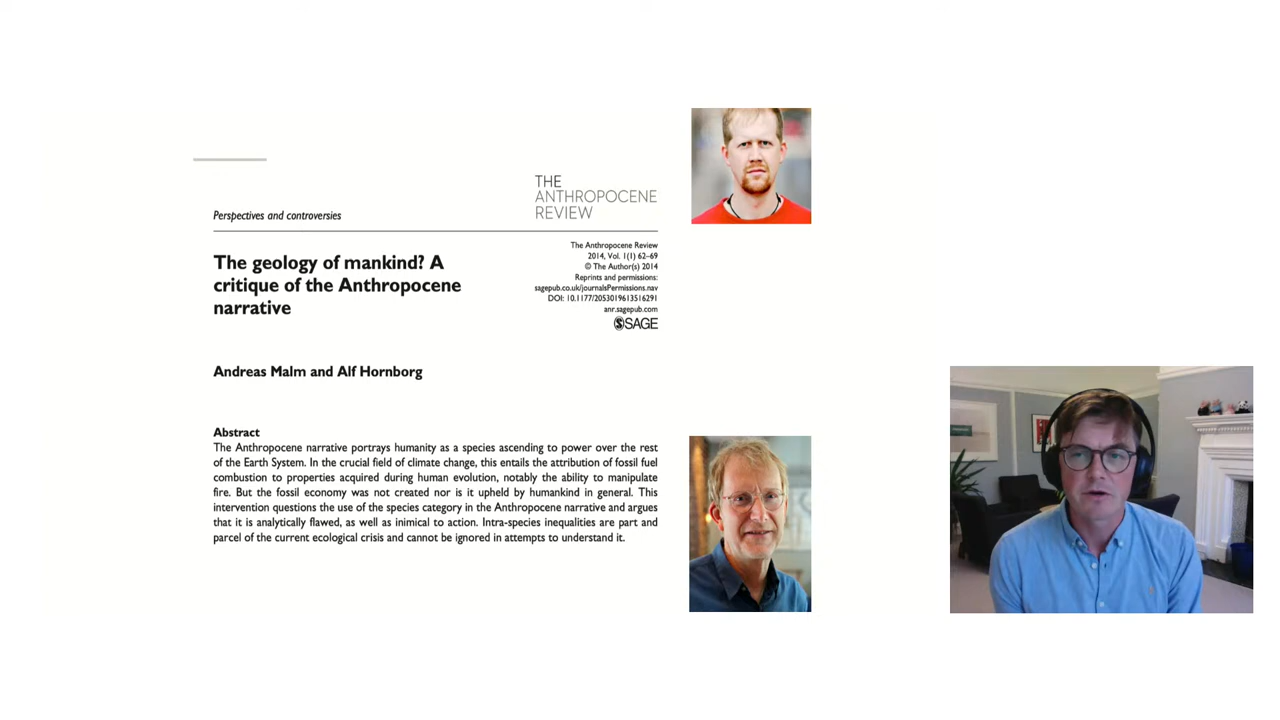 THE
ANTHROPOCENE
REVIEW
Perspectives and controversies
The geology of mankind? A
critique of the Anthropocene
narrative
The Anthropocene Review
2014, Vol. 1(1) 62–69
© The Author(s) 2014
Reprints and permissions:
sagepub.co.uk/journalsPermissions.nav
DOI: 10.1177/2053019613516291
anr.sagepub.com
SAGE
Andreas Malm and Alf Hornborg
Abstract
The Anthropocene narrative portrays humanity as a species ascending to power over the rest
of the Earth System. In the crucial field of climate change, this entails the attribution of fossil fuel
combustion to properties acquired during human evolution, notably the ability to manipulate
fire. But the fossil economy was not created nor is it upheld by humankind in general. This
intervention questions the use of the species category in the Anthropocene narrative and argues
that it is analytically flawed, as well as inimical to action. Intra-species inequalities are part and
parcel of the current ecological crisis and cannot be ignored in attempts to understand it.